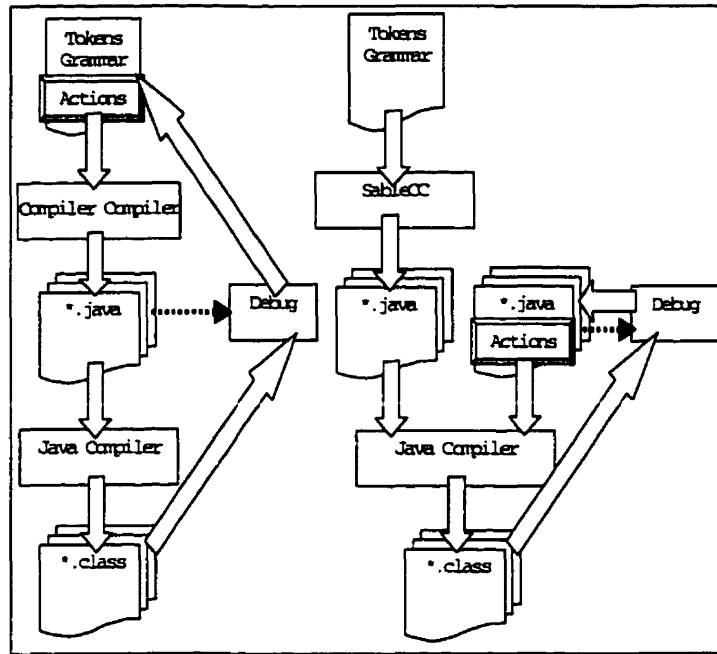 Tokens
Grammar
Actions
Compiler Compiler
*.java
Debug
Java Compiler
*.class
Tokens
Grammar
SableCC
*.java
*.java
Actions
Debug
Java Compiler
*.class